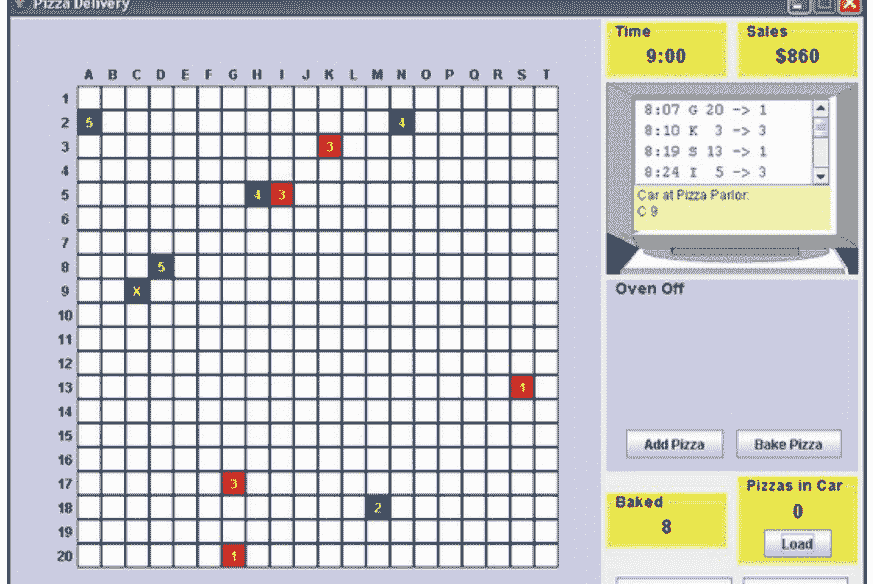 Pizza Delivery
Time
9:00
Sales
$860
A B C D E F G H I J K L M N O P Q R S T
1
2 5 4
3 3
4
5 4 3
6
7
8 5
9 X
10
11
12
13 1
14
15
16
17 3
18 2
19
20 1
8:07 G 20 -> 1
8:10 K 3 -> 3
8:19 S 13 -> 1
8:24 I 5 -> 3
Car at Pizza Parlor:
C 9
Oven Off
Add Pizza
Bake Pizza
Baked
8
Pizzas in Car
0
Load